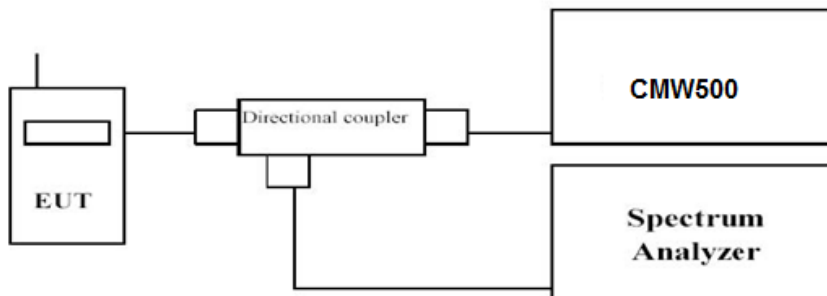 CMW500
Directional coupler
EUT
Spectrum
Analyzer